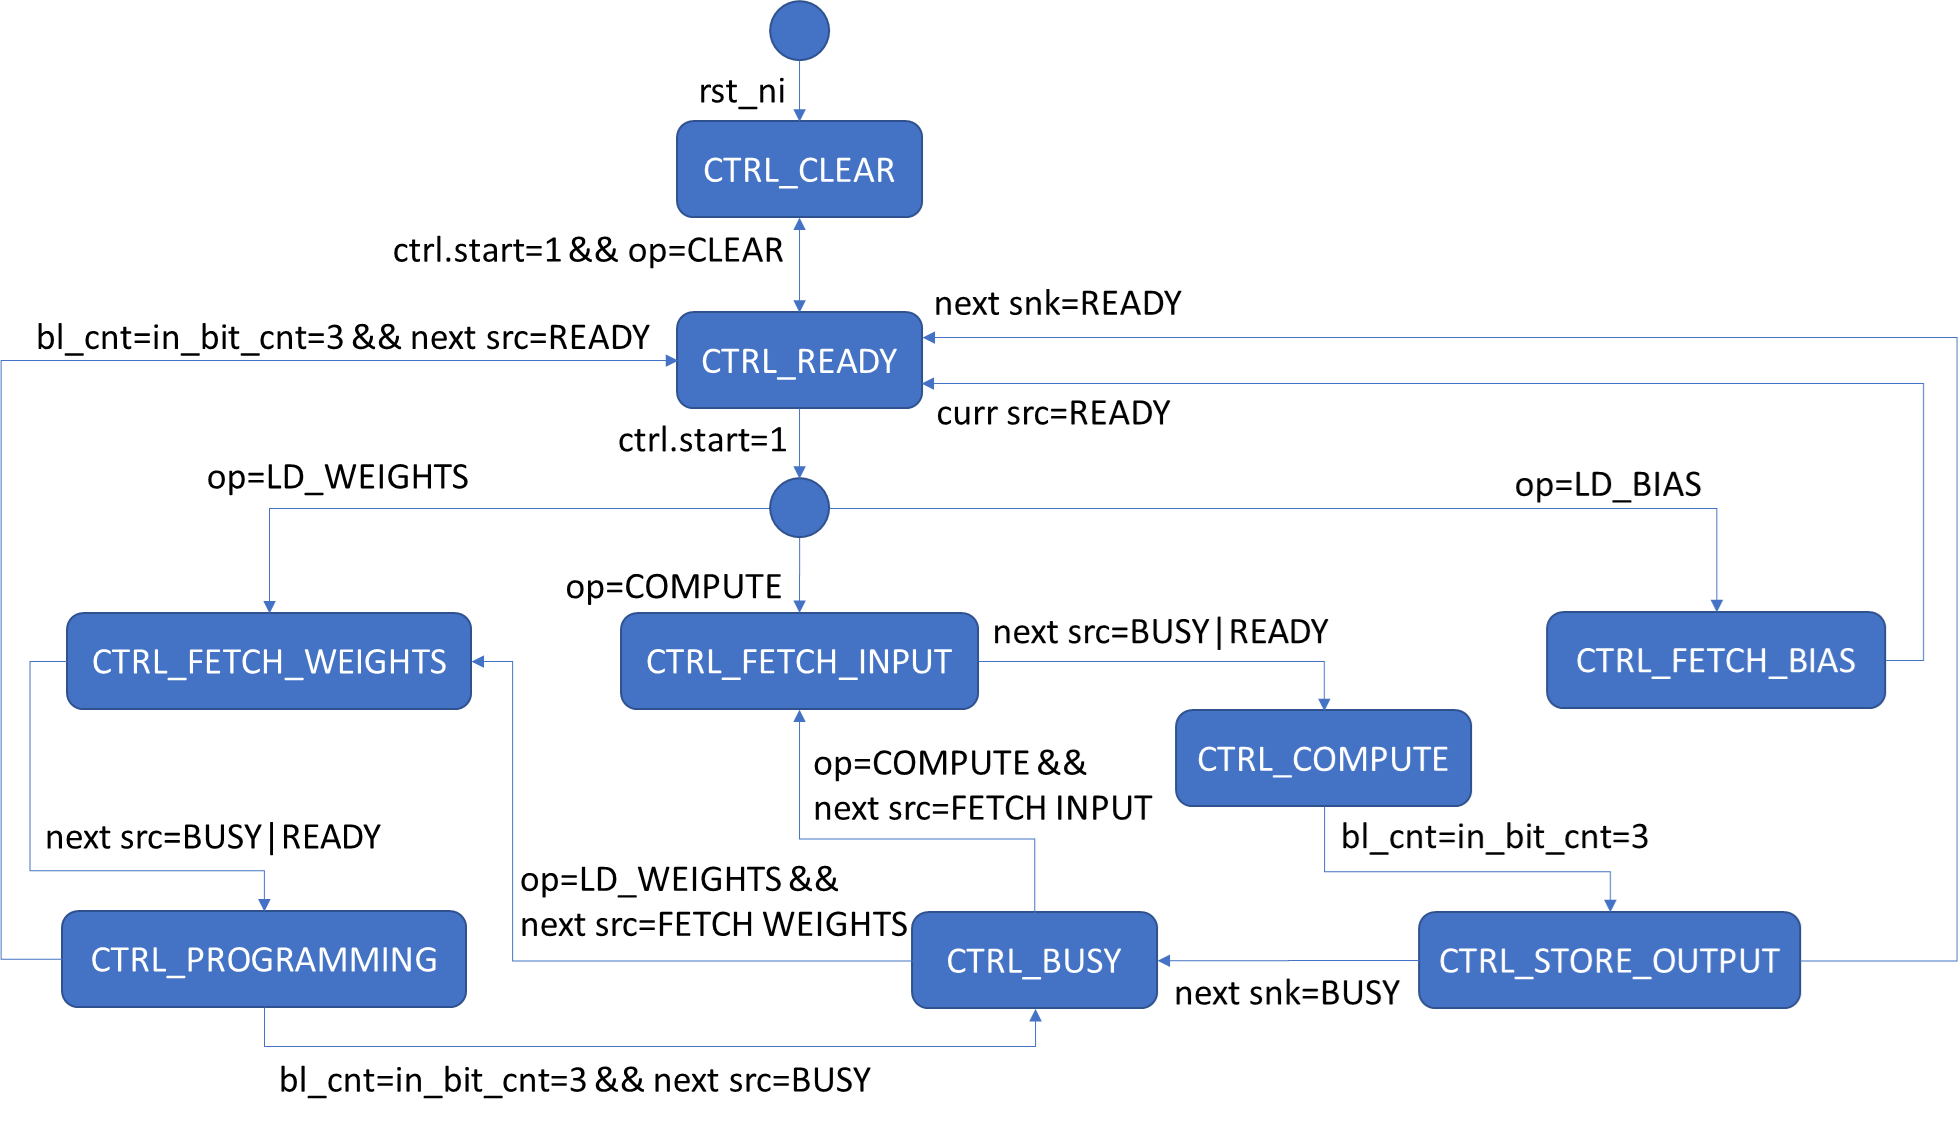 rst_ni
CTRL_CLEAR
ctrl.start=1 && op=CLEAR
next snk=READY
bl_cnt=in_bit_cnt=3 && next src=READY
CTRL_READY
curr src=READY
ctrl.start=1
op=LD_WEIGHTS
op=LD_BIAS
op=COMPUTE
next src=BUSY|READY
CTRL_FETCH_WEIGHTS
CTRL_FETCH_INPUT
CTRL_FETCH_BIAS
CTRL_COMPUTE
op=COMPUTE &&
next src=FETCH INPUT
next src=BUSY|READY
bl_cnt=in_bit_cnt=3
op=LD_WEIGHTS &&
next src=FETCH WEIGHTS
CTRL_PROGRAMMING
CTRL_BUSY
CTRL_STORE_OUTPUT
next snk=BUSY
bl_cnt=in_bit_cnt=3 && next src=BUSY